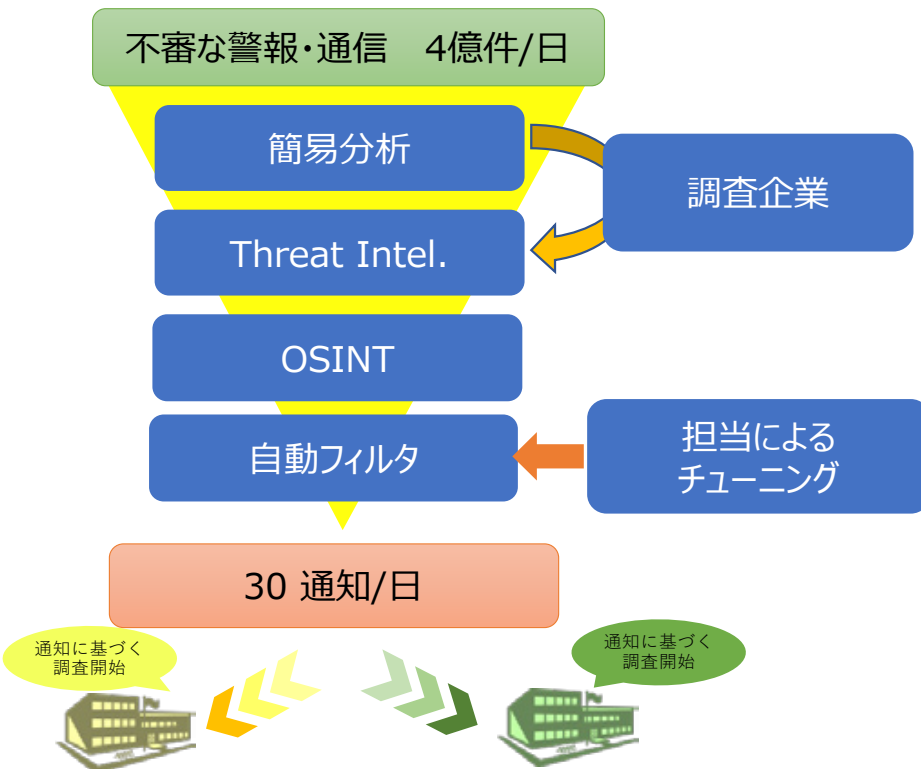 不審な警報・通信　4億件/日
簡易分析
調査企業
Threat Intel.
OSINT
自動フィルタ
担当による
チューニング
30 通知/日
通知に基づく
調査開始
通知に基づく
調査開始